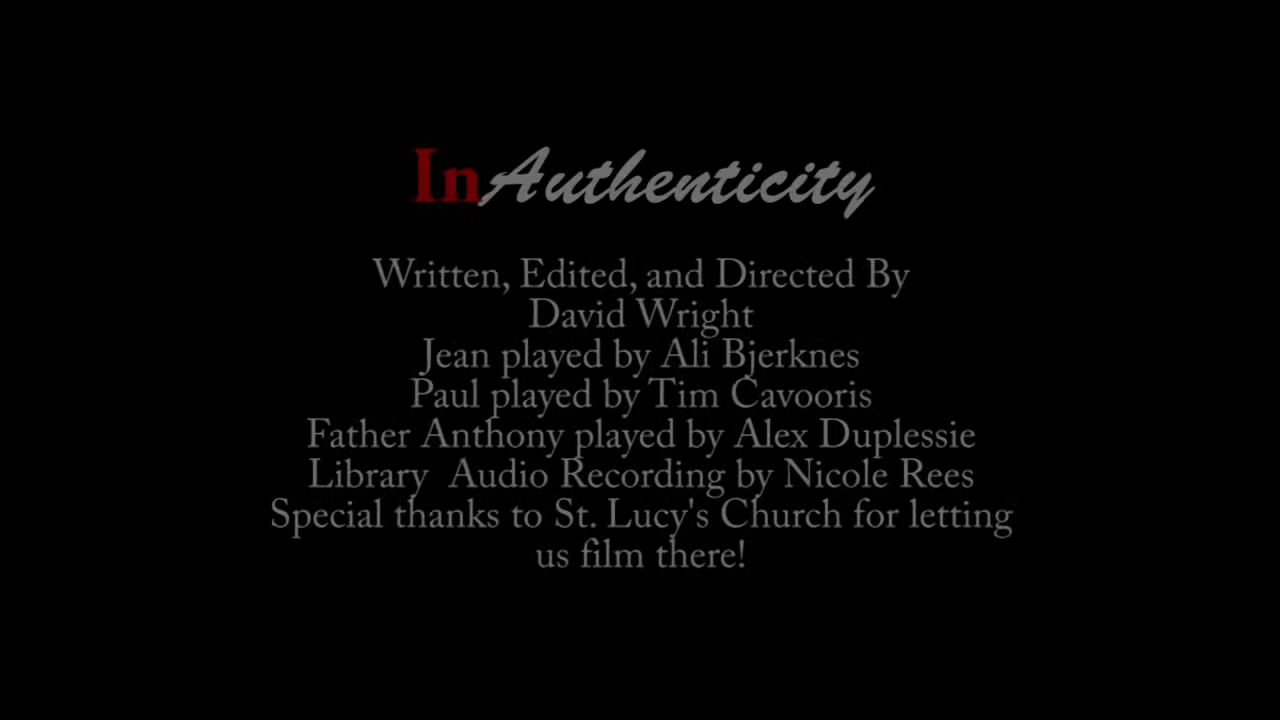 InAuthenticity
Written, Edited, and Directed By
David Wright
Jean played by Ali Bjerknes
Paul played by Tim Cavooris
Father Anthony played by Alex Duplessie
Library  Audio Recording by Nicole Rees
Special thanks to St. Lucy's Church for letting
us film there!